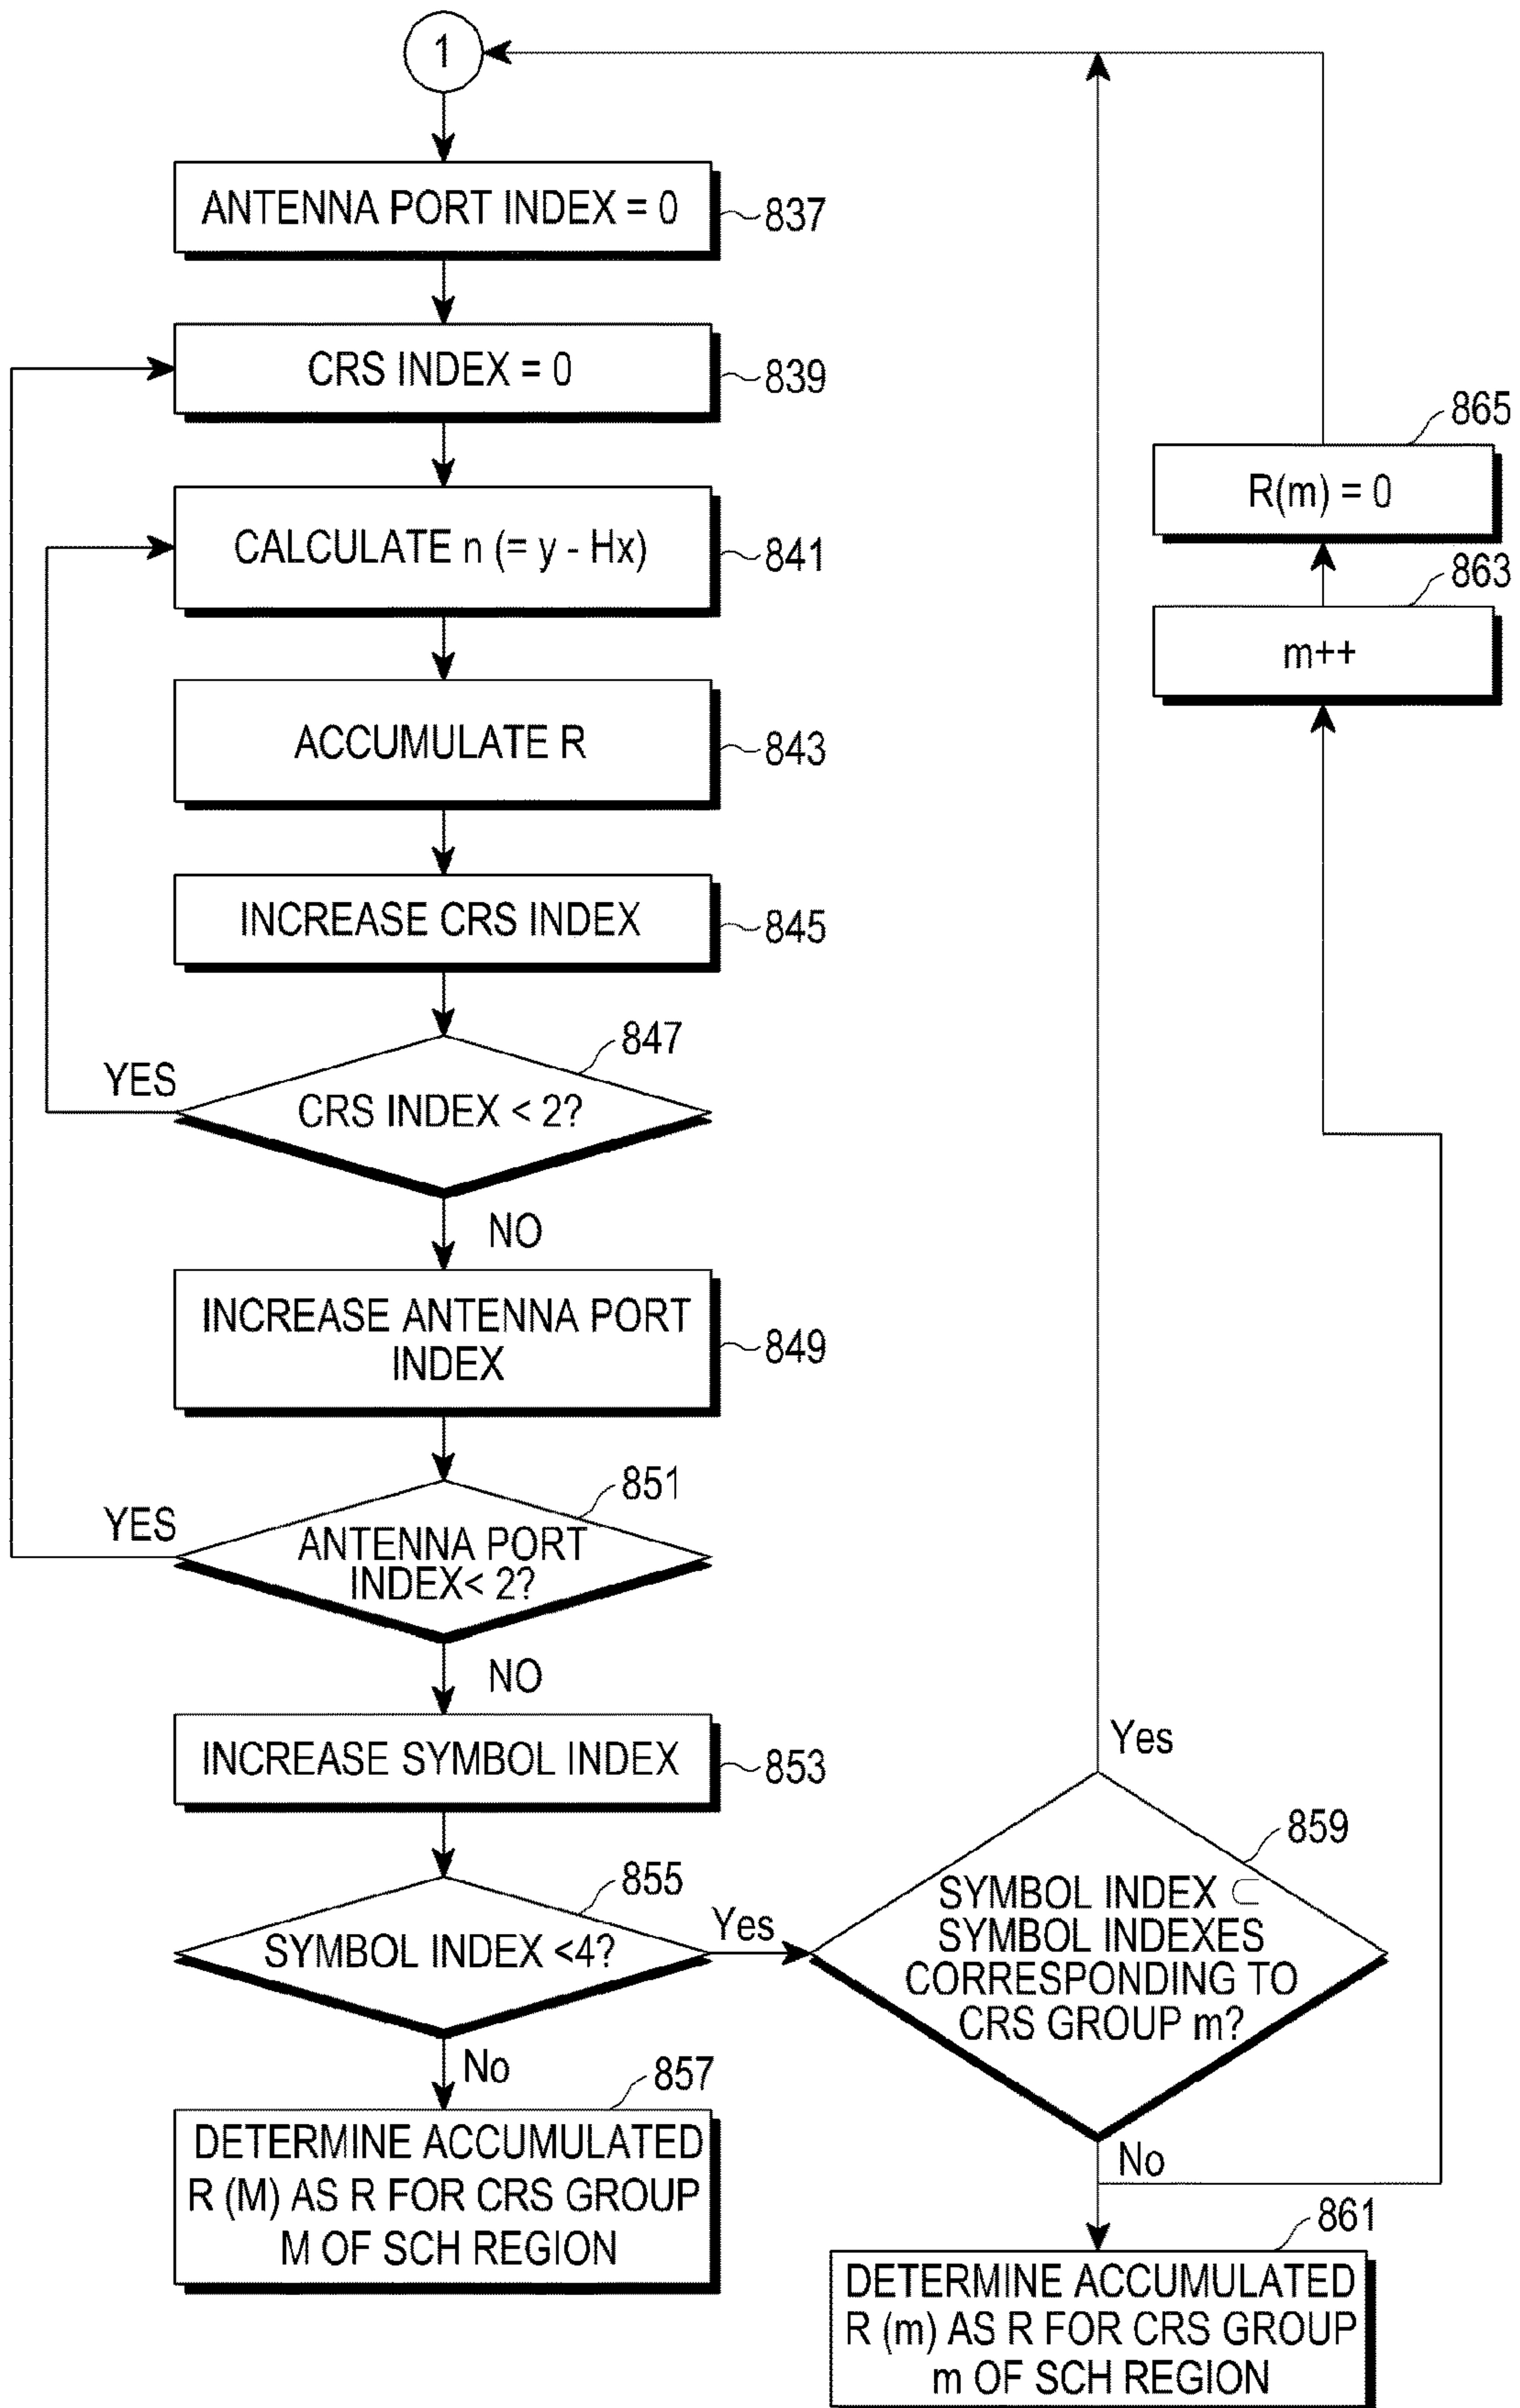 1
ANTENNA PORT INDEX = 0
837
CRS INDEX = 0
839
CALCULATE n (= y - Hx)
841
ACCUMULATE R
843
INCREASE CRS INDEX
845
847
YES
CRS INDEX < 2?
NO
INCREASE ANTENNA PORT
INDEX
849
851
YES
ANTENNA PORT
INDEX< 2?
NO
INCREASE SYMBOL INDEX
853
855
SYMBOL INDEX <4?
Yes
No
857
DETERMINE ACCUMULATED
R (M) AS R FOR CRS GROUP
M OF SCH REGION
Yes
859
SYMBOL INDEX ⊂
SYMBOL INDEXES
CORRESPONDING TO
CRS GROUP m?
No
861
DETERMINE ACCUMULATED
R (m) AS R FOR CRS GROUP
m OF SCH REGION
865
R(m) = 0
863
m++